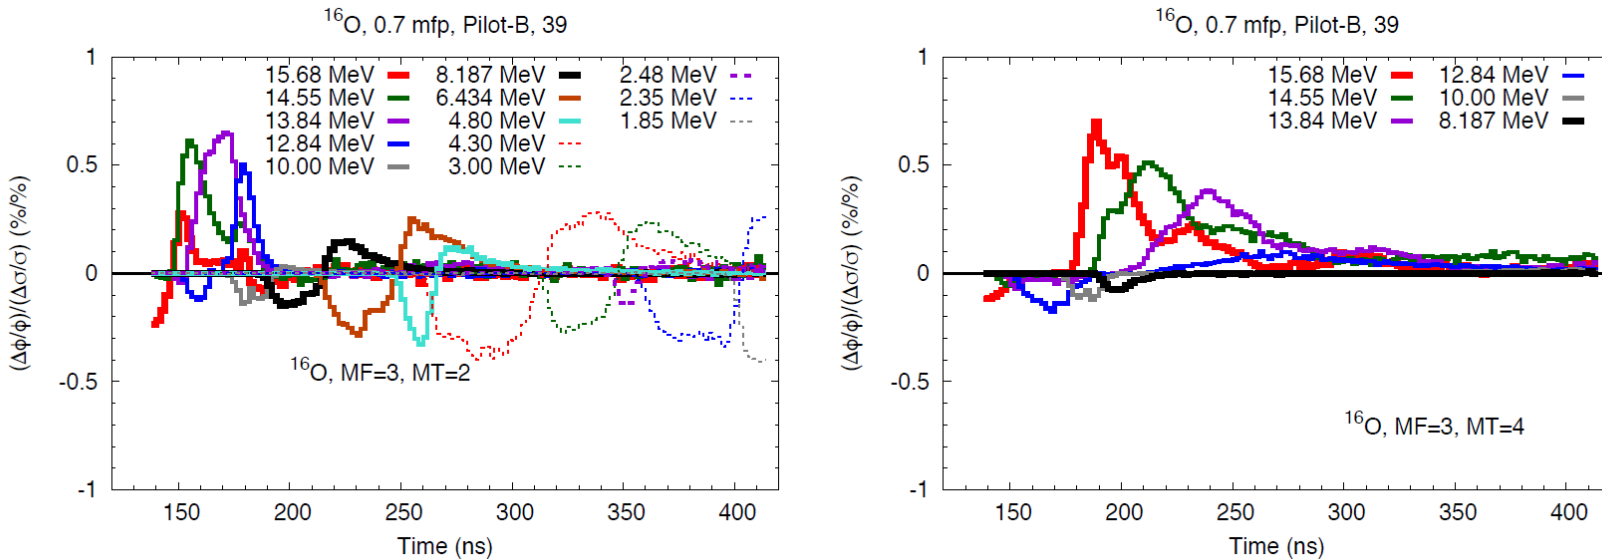 ¹⁶O, 0.7 mfp, Pilot-B, 39
15.68 MeV 8.187 MeV 2.48 MeV
14.55 MeV 6.434 MeV 2.35 MeV
13.84 MeV 4.80 MeV 1.85 MeV
12.84 MeV 4.30 MeV
10.00 MeV 3.00 MeV
1
0.5
0
-0.5
-1
(Δϕ/ϕ)/(Δσ/σ) (%/%)
¹⁶O, MF=3, MT=2
150 200 250 300 350 400
Time (ns)
¹⁶O, 0.7 mfp, Pilot-B, 39
15.68 MeV 12.84 MeV
14.55 MeV 10.00 MeV
13.84 MeV 8.187 MeV
1
0.5
0
-0.5
-1
(Δϕ/ϕ)/(Δσ/σ) (%/%)
¹⁶O, MF=3, MT=4
150 200 250 300 350 400
Time (ns)